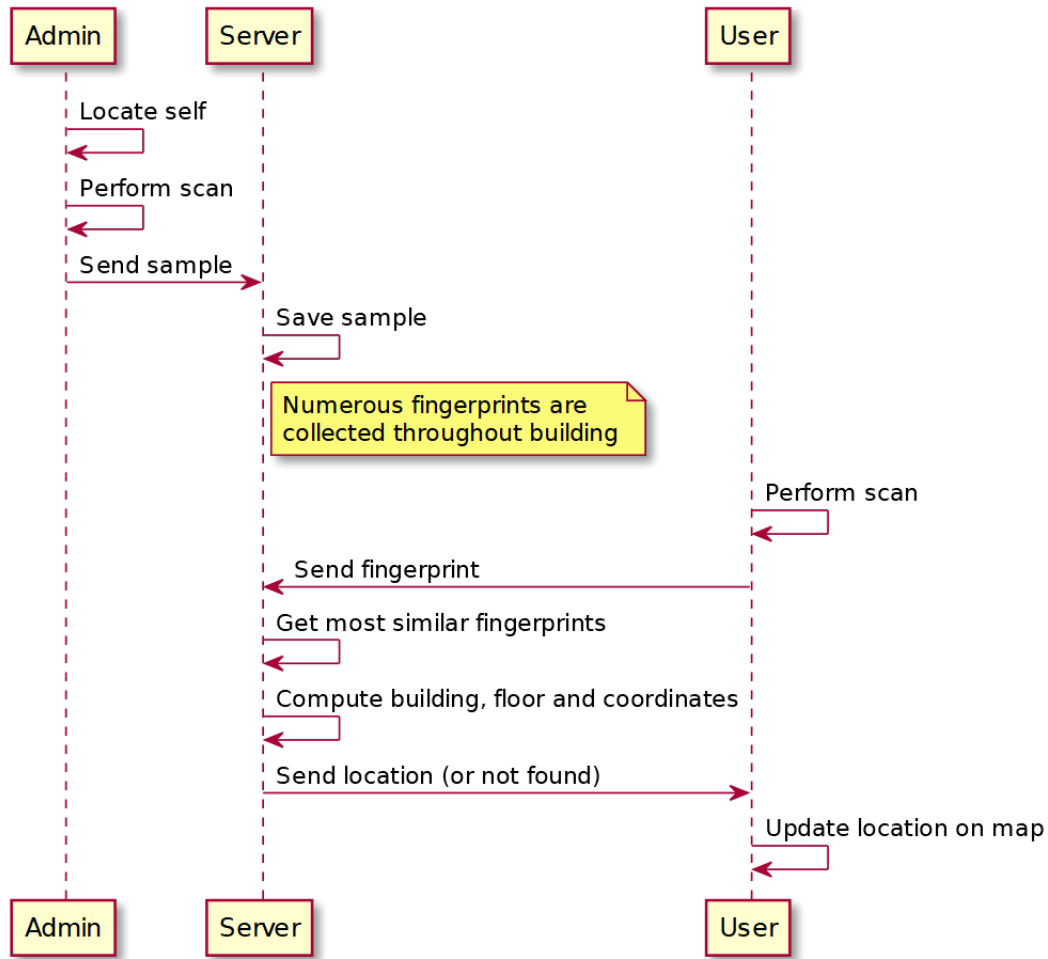 Admin
Server
User
Locate self
Perform scan
Send sample
Save sample
Numerous fingerprints are
collected throughout building
Perform scan
Send fingerprint
Get most similar fingerprints
Compute building, floor and coordinates
Send location (or not found)
Update location on map
Admin
Server
User